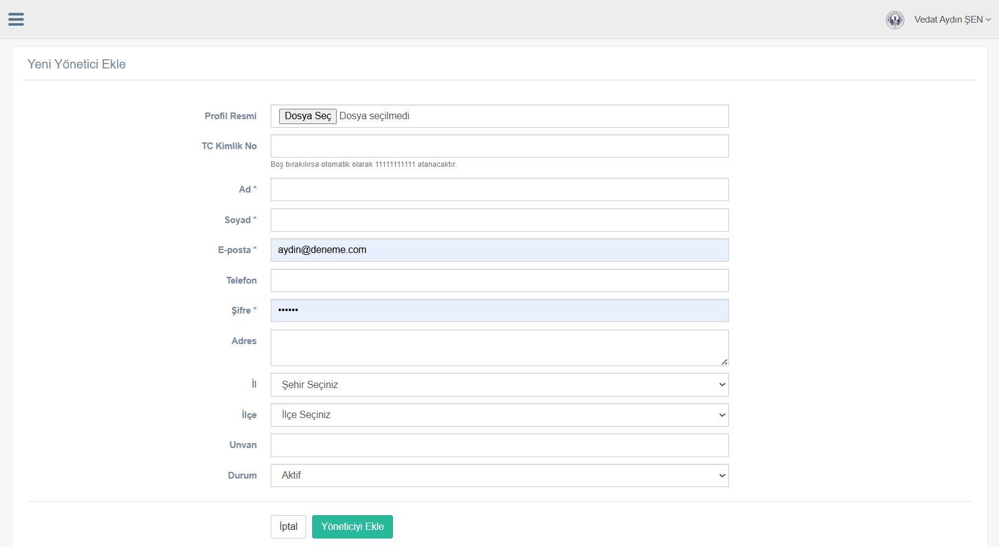 Vedat Aydın ŞEN
Yeni Yönetici Ekle
Profil Resmi
Dosya Seç Dosya seçilmedi
TC Kimlik No
Boş bırakılırsa otomatik olarak 11111111111 atanacaktır.
Ad *
Soyad *
E-posta *
aydin@deneme.com
Telefon
Şifre *
••••••
Adres
İl
Şehir Seçiniz
İlçe
İlçe Seçiniz
Unvan
Durum
Aktif
İptal
Yöneticiyi Ekle